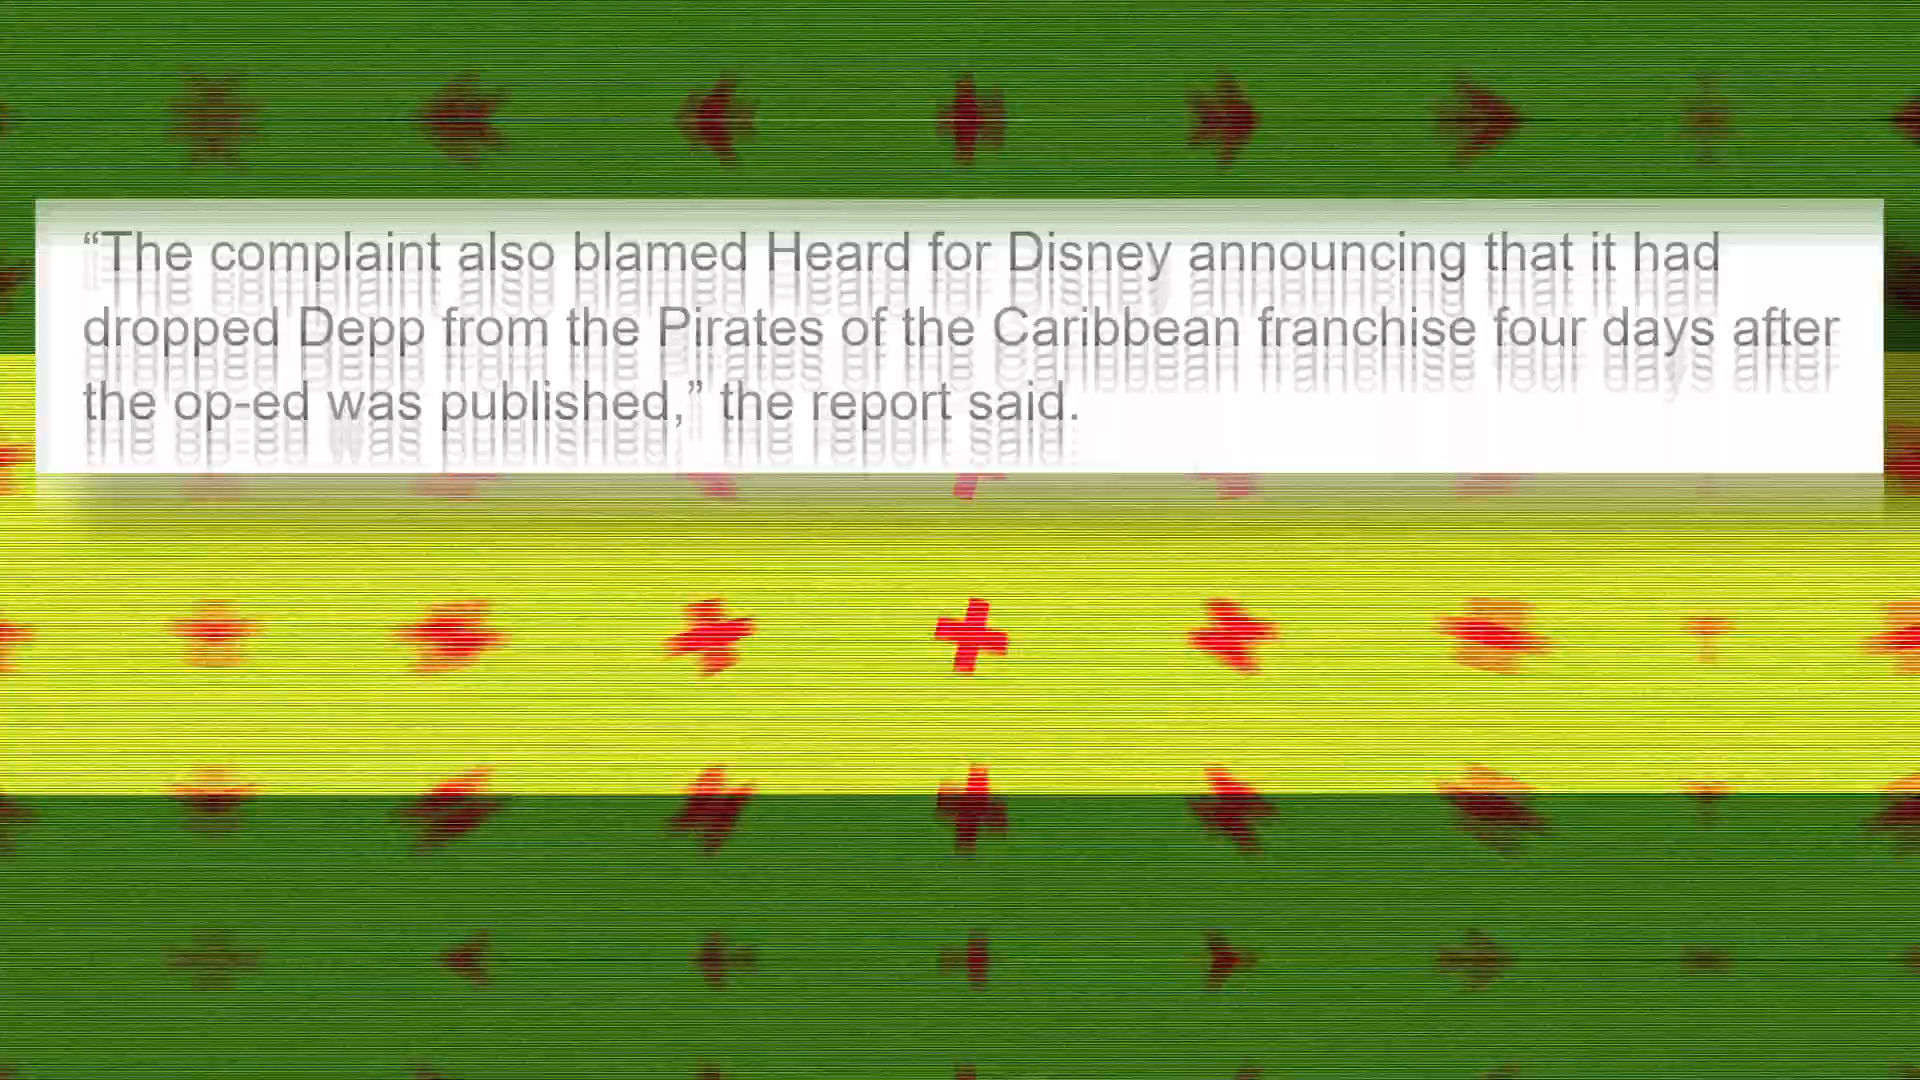 “The complaint also blamed Heard for Disney announcing that it had
dropped Depp from the Pirates of the Caribbean franchise four days after
the op-ed was published,” the report said.